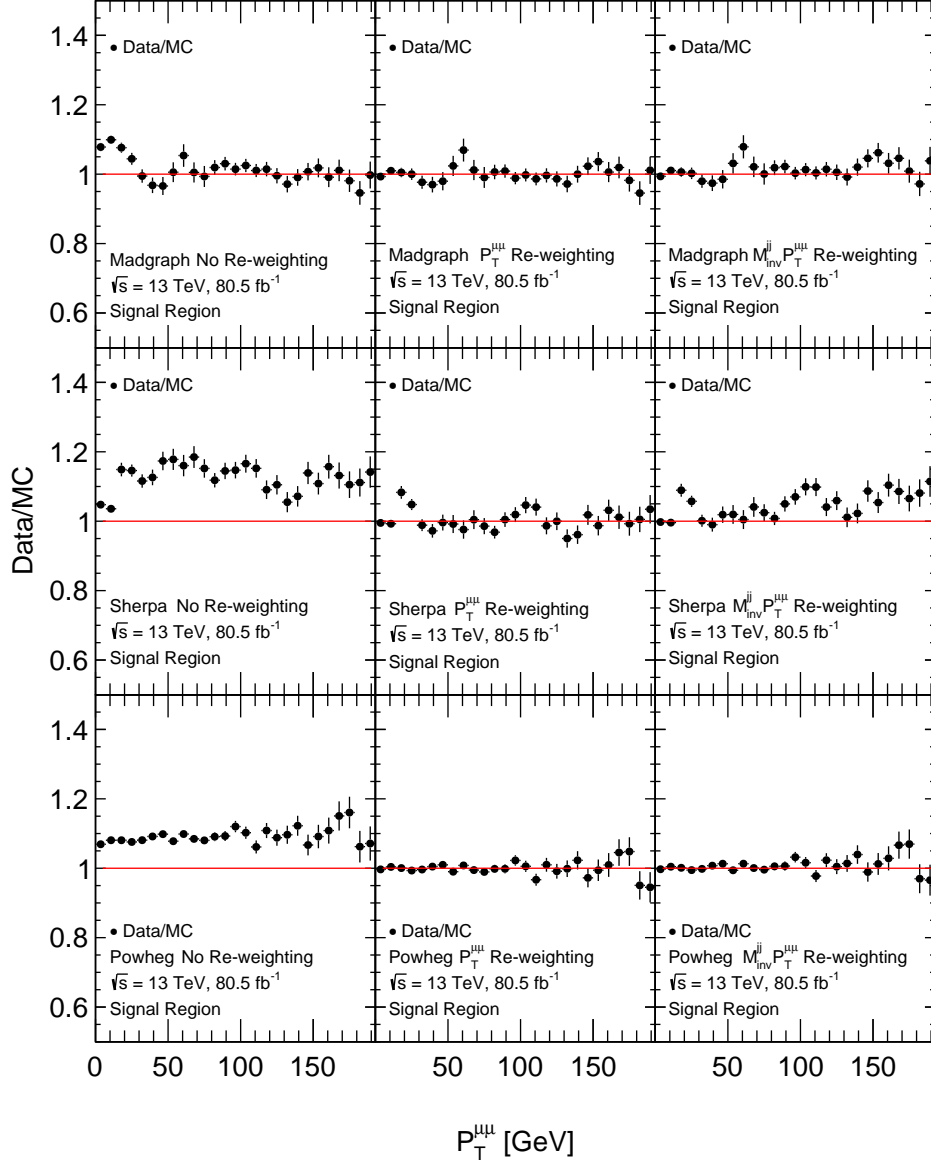 1.4
1.2
1
0.8
0.6
• Data/MC
Madgraph No Re-weighting
√s = 13 TeV, 80.5 fb⁻¹
Signal Region
• Data/MC
Madgraph P_T^μμ Re-weighting
√s = 13 TeV, 80.5 fb⁻¹
Signal Region
• Data/MC
Madgraph M_inv^jj P_T^μμ Re-weighting
√s = 13 TeV, 80.5 fb⁻¹
Signal Region
Data/MC
1.4
1.2
1
0.8
0.6
• Data/MC
Sherpa No Re-weighting
√s = 13 TeV, 80.5 fb⁻¹
Signal Region
• Data/MC
Sherpa P_T^μμ Re-weighting
√s = 13 TeV, 80.5 fb⁻¹
Signal Region
• Data/MC
Sherpa M_inv^jj P_T^μμ Re-weighting
√s = 13 TeV, 80.5 fb⁻¹
Signal Region
1.4
1.2
1
0.8
0.6
• Data/MC
Powheg No Re-weighting
√s = 13 TeV, 80.5 fb⁻¹
Signal Region
• Data/MC
Powheg P_T^μμ Re-weighting
√s = 13 TeV, 80.5 fb⁻¹
Signal Region
• Data/MC
Powheg M_inv^jj P_T^μμ Re-weighting
√s = 13 TeV, 80.5 fb⁻¹
Signal Region
0 50 100 150 50 100 150 50 100 150
P_T^μμ [GeV]